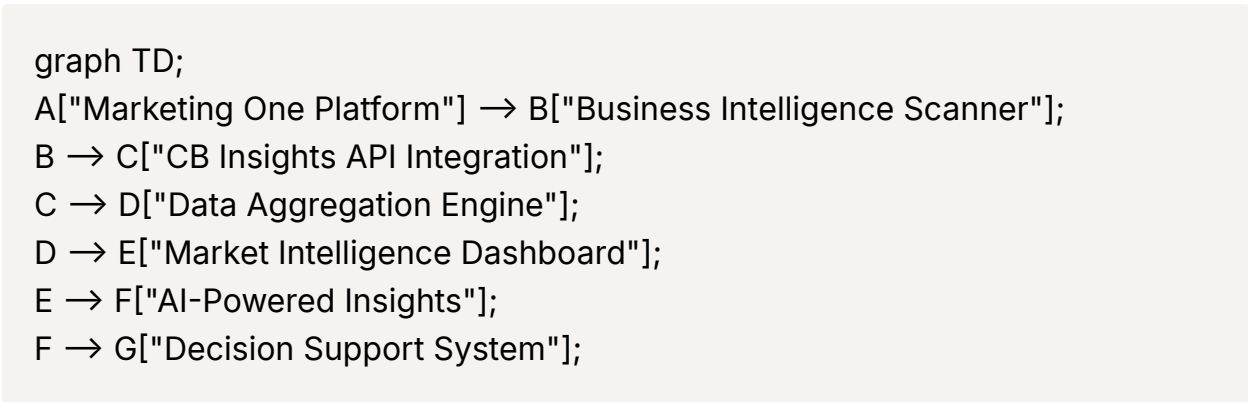 graph TD;
A["Marketing One Platform"] → B["Business Intelligence Scanner"];
B → C["CB Insights API Integration"];
C → D["Data Aggregation Engine"];
D → E["Market Intelligence Dashboard"];
E → F["AI-Powered Insights"];
F → G["Decision Support System"];